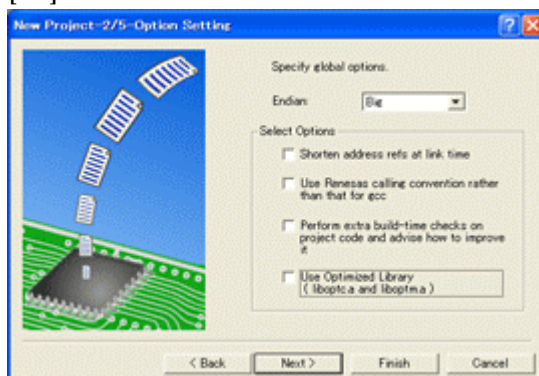 New Project-2/5-Option Setting
Specify global options.
Endian: Big
Select Options
Shorten address refs at link time
Use Renesas calling convention rather
than that for gcc
Perform extra build-time checks on
project code and advise how to improve
it
Use Optimized Library
( liboptc.a and liboptm.a )
< Back Next > Finish Cancel